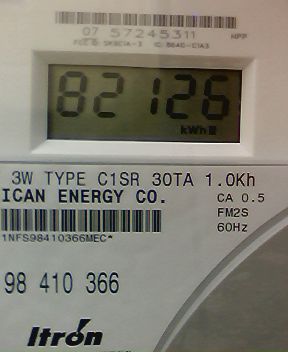 07 57245311
HPP
82126
kWh
3W TYPE C1SR 30TA 1.0Kh
ICAN ENERGY CO.
CA 0.5
FM2S
60Hz
1NFS98410366MEC*
98 410 366
Itron